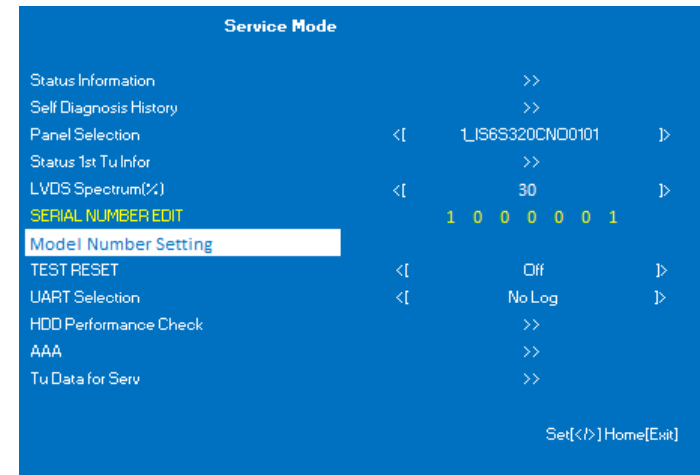 Service Mode
Status Information >>
Self Diagnosis History >>
Panel Selection <[ 1_IS6S320CNO0101 ]>
Status 1st Tu Infor >>
LVDS Spectrum(%) <[ 30 ]>
SERIAL NUMBER EDIT 1 0 0 0 0 0 1
Model Number Setting
TEST RESET <[ Off ]>
UART Selection <[ No Log ]>
HDD Performance Check >>
AAA >>
Tu Data for Serv >>
Set[</>] Home[Exit]